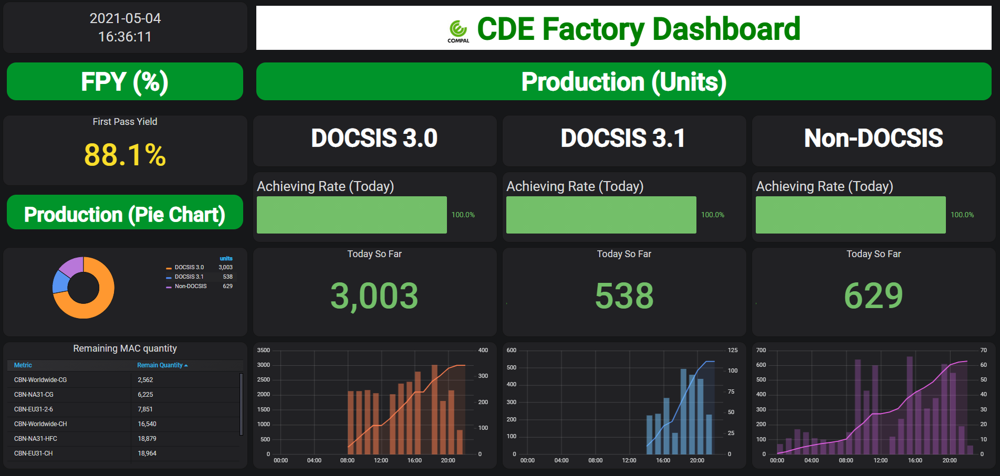 2021-05-04
16:36:11
COMPAL
CDE Factory Dashboard
FPY (%)
Production (Units)
First Pass Yield
88.1%
Production (Pie Chart)
units
DOCSIS 3.0 3,003
DOCSIS 3.1 538
Non-DOCSIS 629
Remaining MAC quantity
Metric Remain Quantity
CBN-Worldwide-CG 2,562
CBN-NA31-CG 6,225
CBN-EU31-2-6 7,851
CBN-Worldwide-CH 16,540
CBN-NA31-HFC 18,879
CBN-EU31-CH 18,964
DOCSIS 3.0
Achieving Rate (Today)
100.0%
Today So Far
3,003
3500 400
3000
2500 300
2000
1500 200
1000 100
500
0 0
00:00 04:00 08:00 12:00 16:00 20:00
DOCSIS 3.1
Achieving Rate (Today)
100.0%
Today So Far
538
600 125
500 100
400 75
300
200 50
100 25
0 0
00:00 04:00 08:00 12:00 16:00 20:00
Non-DOCSIS
Achieving Rate (Today)
100.0%
Today So Far
629
700 70
600 60
500 50
400 40
300 30
200 20
100 10
0 0
00:00 04:00 08:00 12:00 16:00 20:00